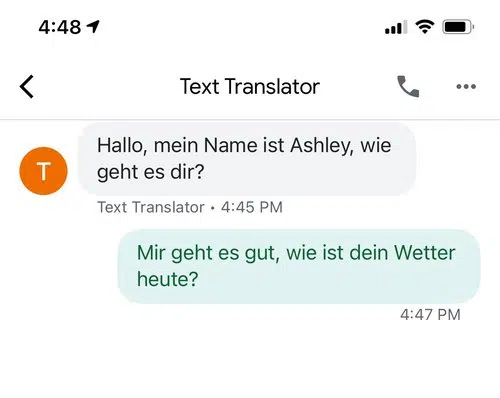 4:48
Text Translator
Hallo, mein Name ist Ashley, wie
geht es dir?
T
Text Translator • 4:45 PM
Mir geht es gut, wie ist dein Wetter
heute?
4:47 PM